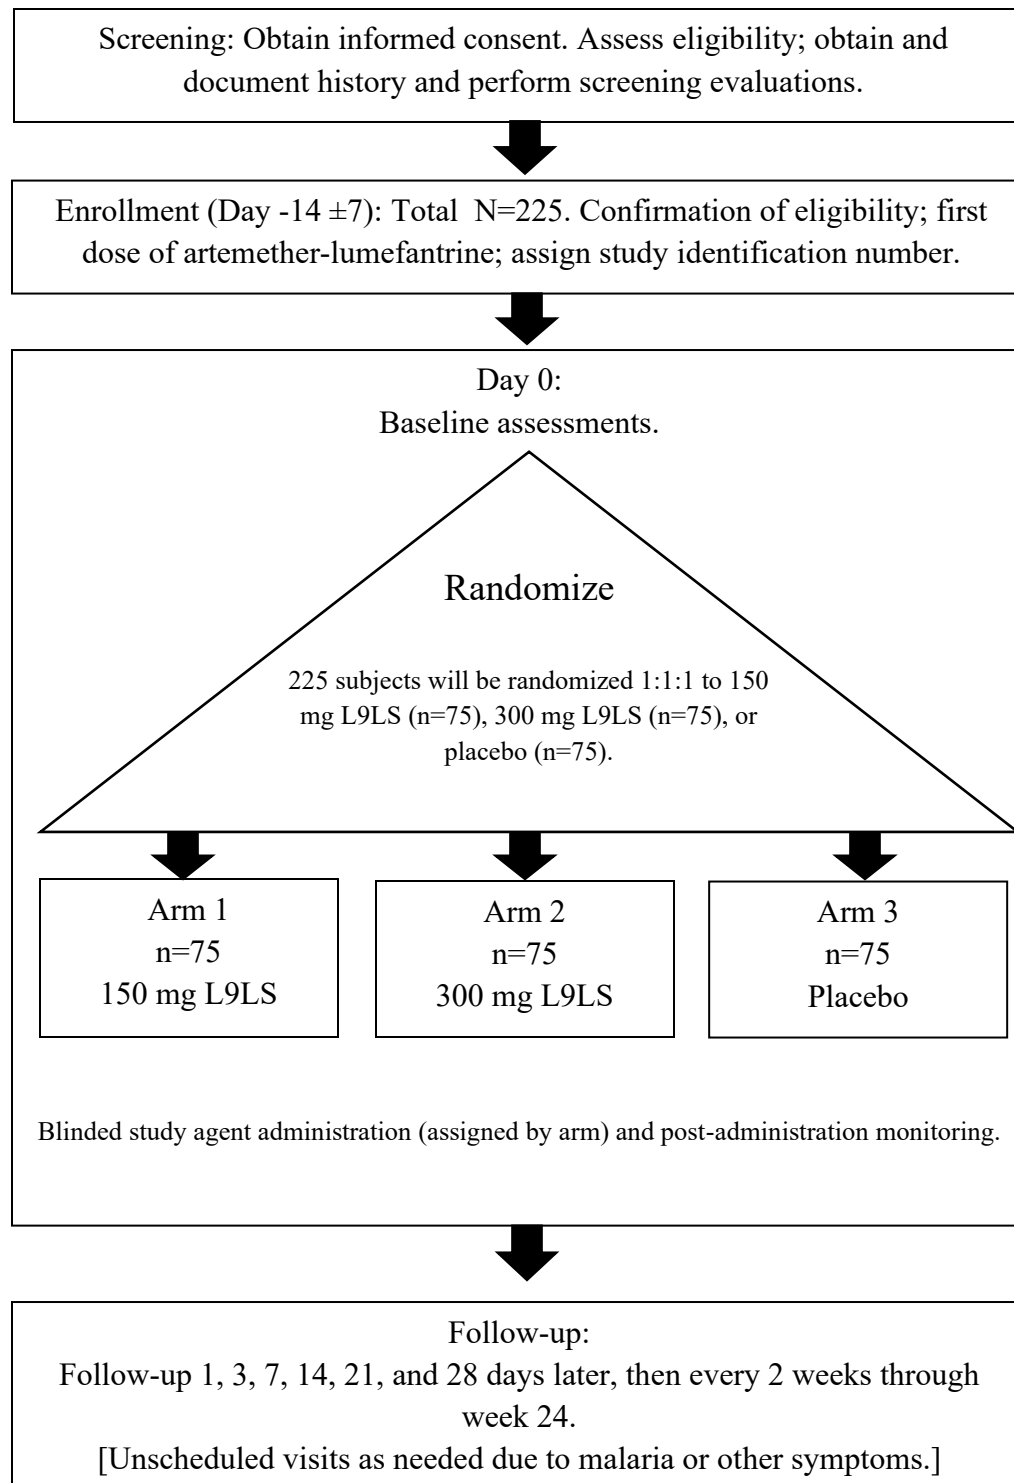 Screening: Obtain informed consent. Assess eligibility; obtain and
document history and perform screening evaluations.
Enrollment (Day -14 ±7): Total N=225. Confirmation of eligibility; first
dose of artemether-lumefantrine; assign study identification number.
Day 0:
Baseline assessments.
Randomize
225 subjects will be randomized 1:1:1 to 150
mg L9LS (n=75), 300 mg L9LS (n=75), or
placebo (n=75).
Arm 1
n=75
150 mg L9LS
Arm 2
n=75
300 mg L9LS
Arm 3
n=75
Placebo
Blinded study agent administration (assigned by arm) and post-administration monitoring.
Follow-up:
Follow-up 1, 3, 7, 14, 21, and 28 days later, then every 2 weeks through
week 24.
[Unscheduled visits as needed due to malaria or other symptoms.]